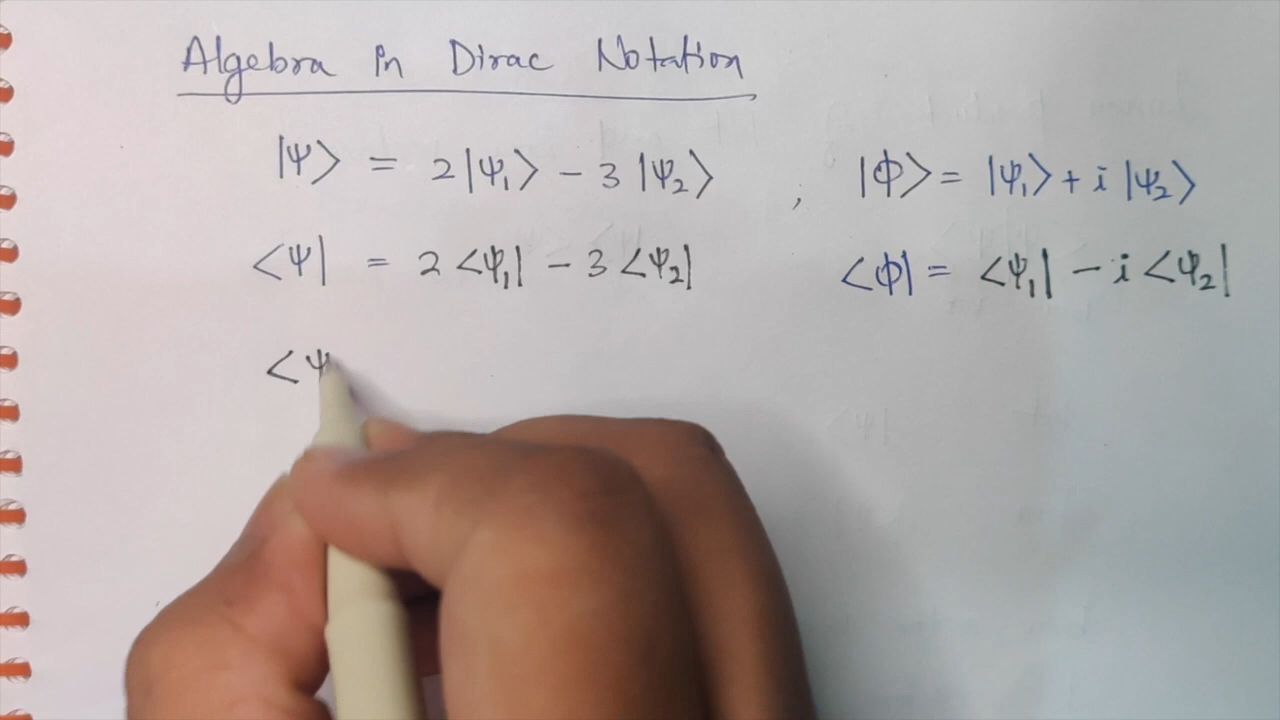 Algebra in Dirac Notation
|Ψ⟩ = 2|Ψ₁⟩ - 3|Ψ₂⟩ , |Φ⟩ = |Ψ₁⟩ + i|Ψ₂⟩
⟨Ψ| = 2⟨Ψ₁| - 3⟨Ψ₂| ⟨Φ| = ⟨Ψ₁| - i⟨Ψ₂|
⟨Ψ